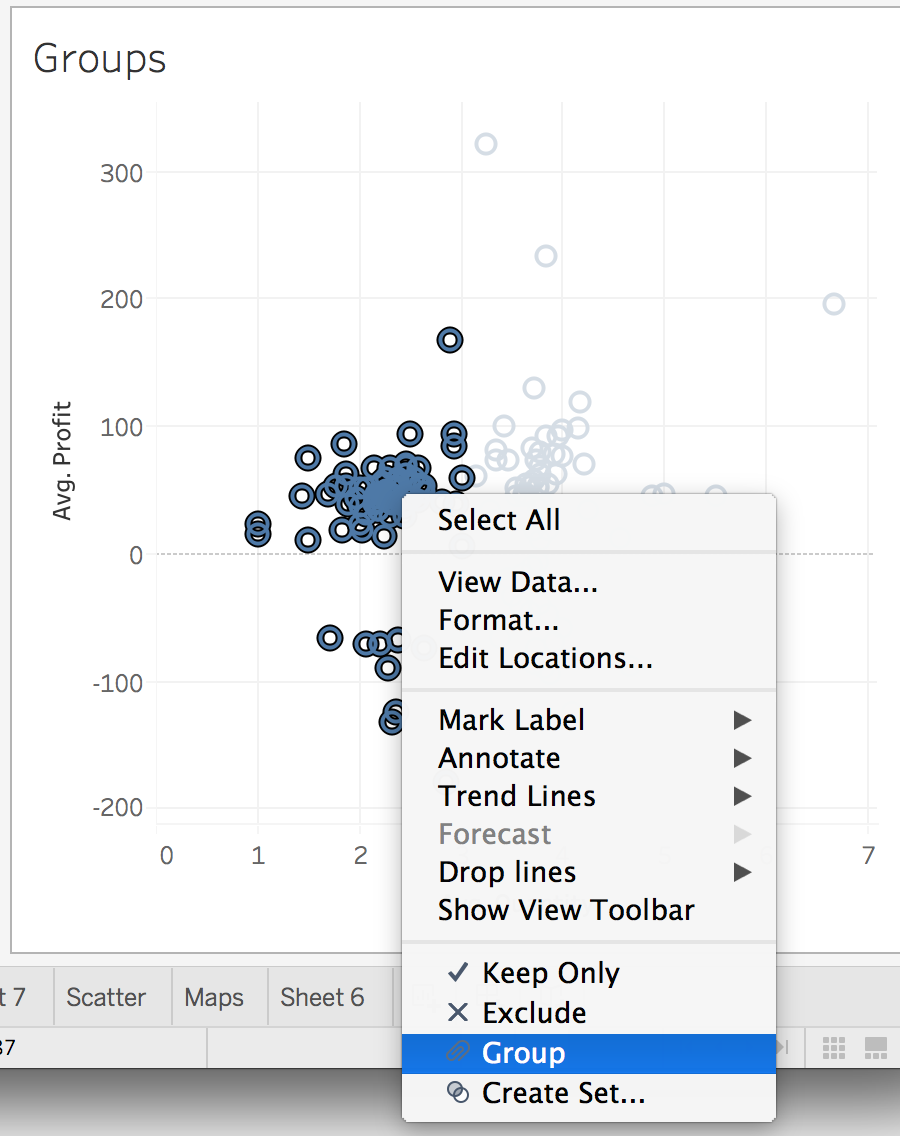 Groups
300
200
100
0
-100
-200
Avg. Profit
0 1 2 7
Select All
View Data...
Format...
Edit Locations...
Mark Label
Annotate
Trend Lines
Forecast
Drop lines
Show View Toolbar
Keep Only
Exclude
Group
Create Set...
t 7 Scatter Maps Sheet 6
37